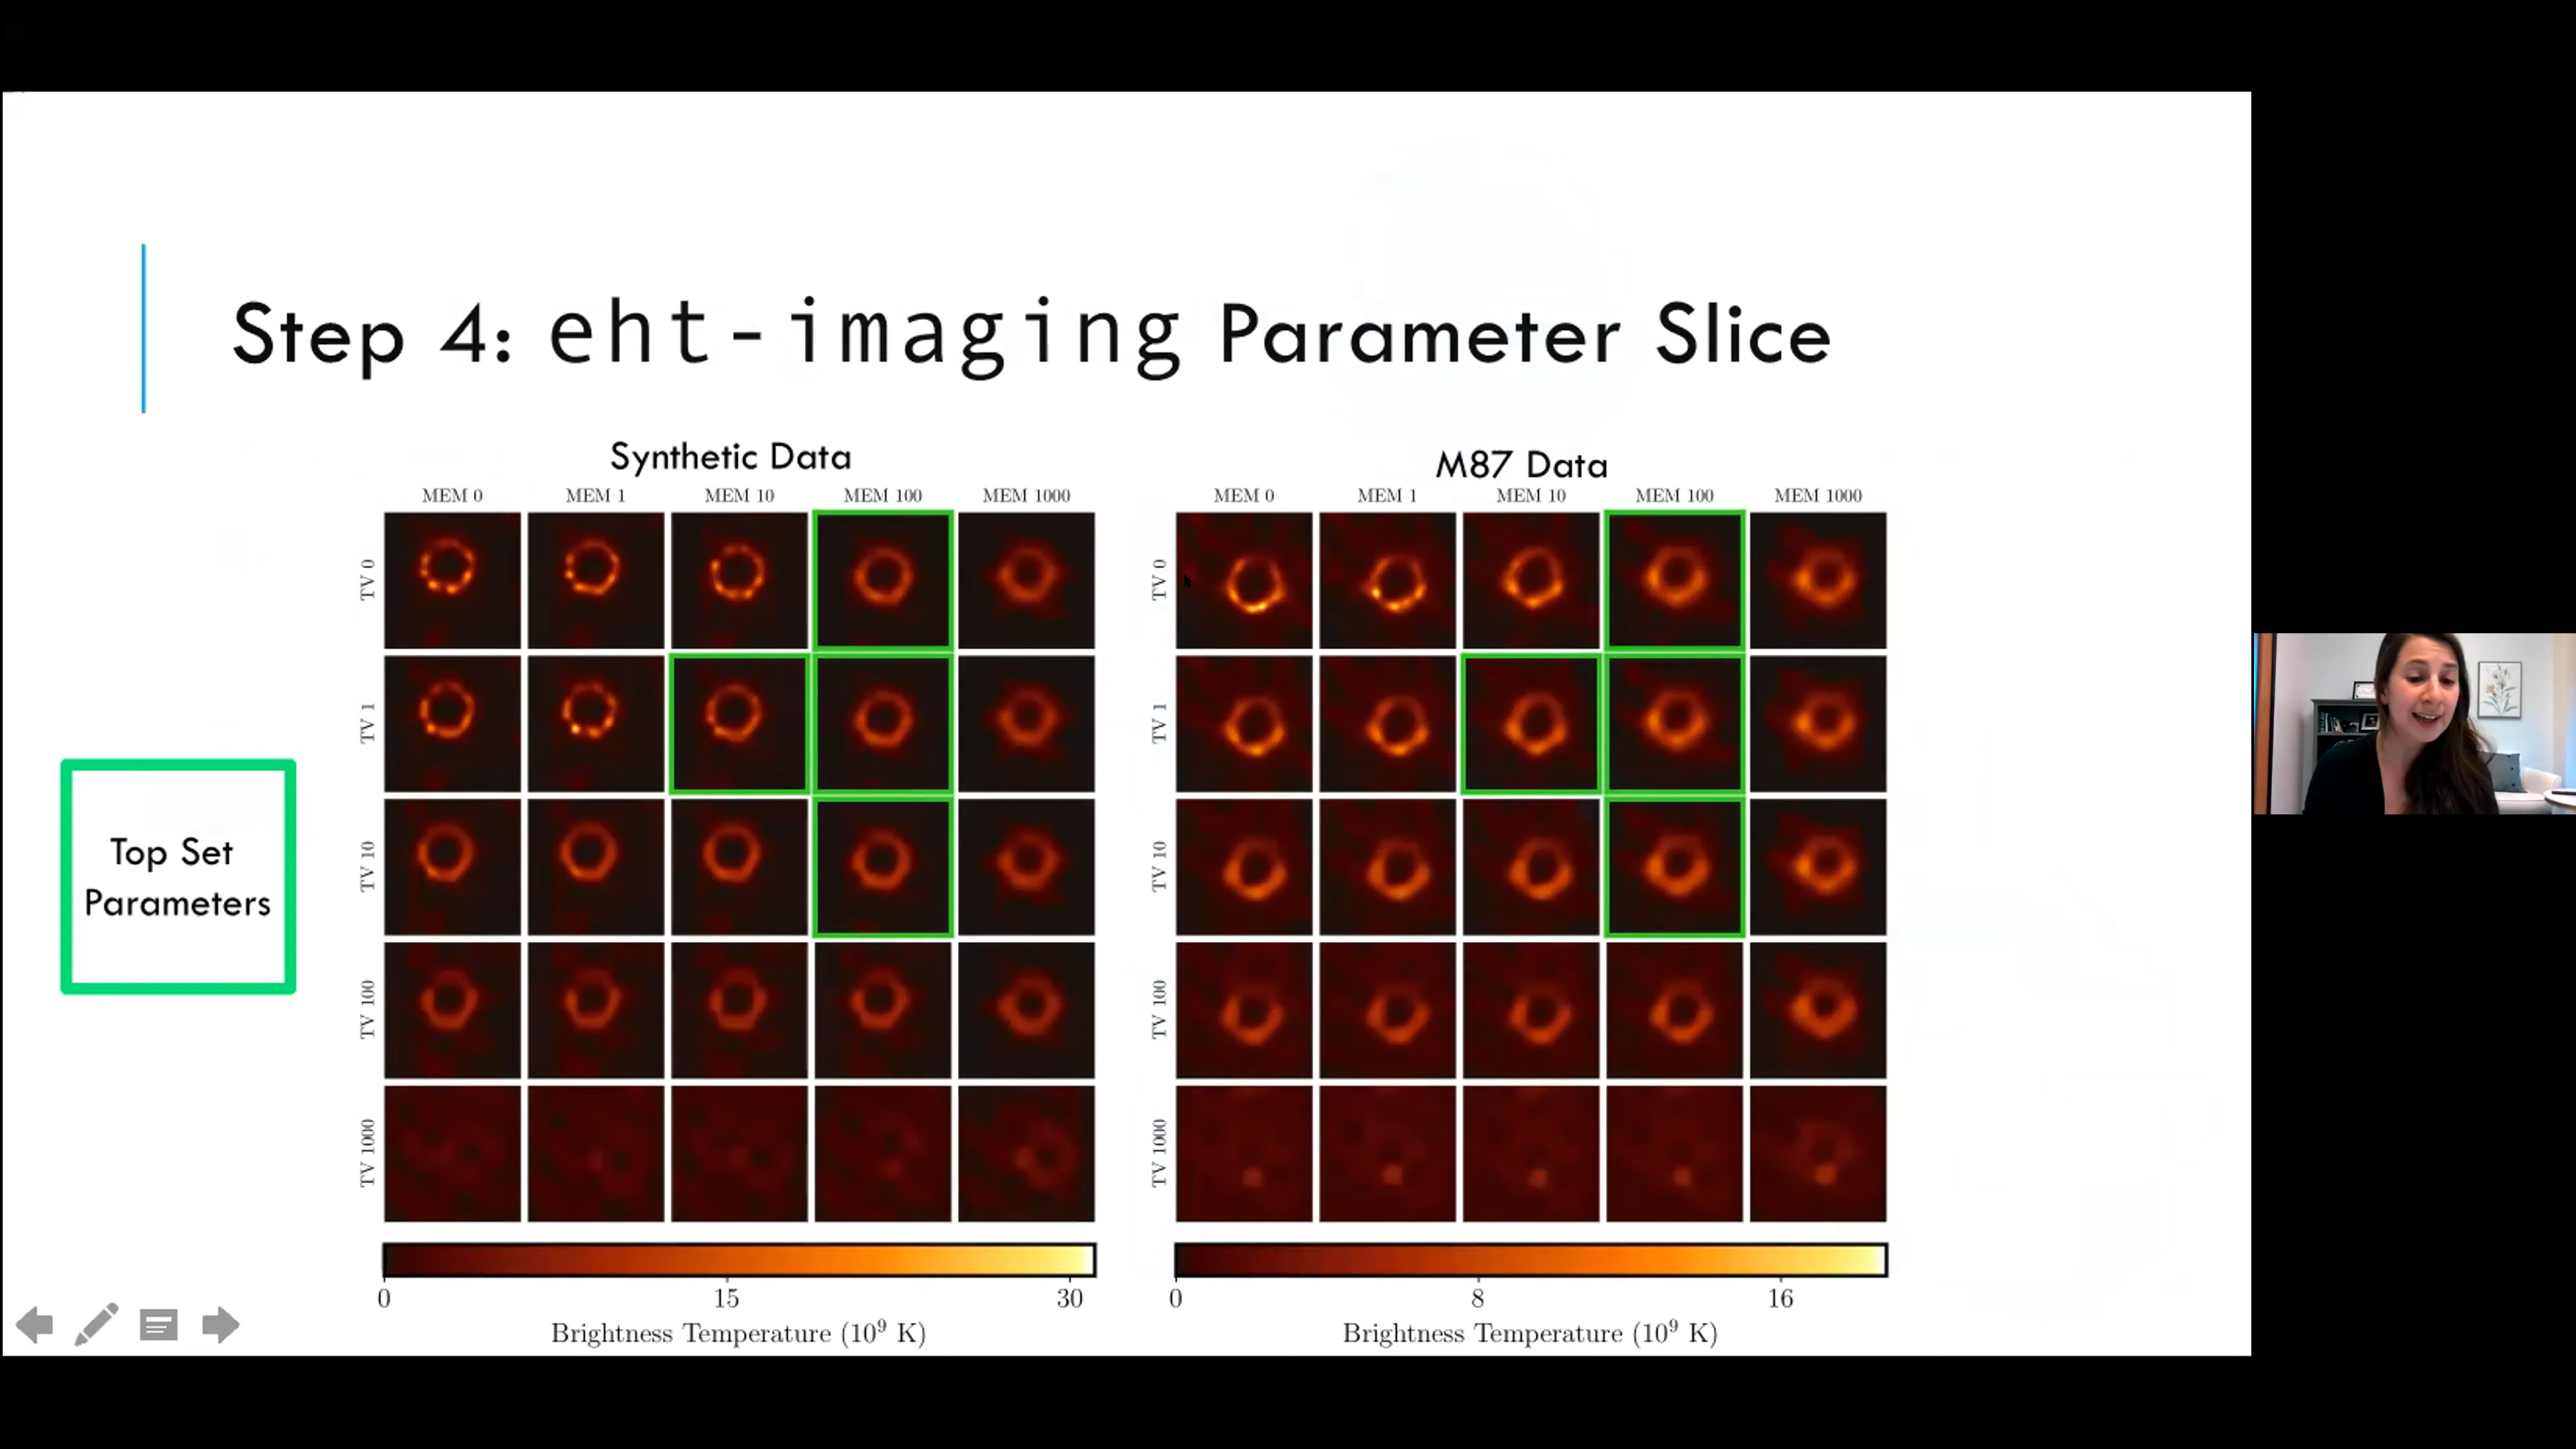 Step 4: eht-imaging Parameter Slice
Synthetic Data
MEM 0 MEM 1 MEM 10 MEM 100 MEM 1000
TV 0
TV 1
TV 10
TV 100
TV 1000
0 15 30
Brightness Temperature (10⁹ K)
M87 Data
MEM 0 MEM 1 MEM 10 MEM 100 MEM 1000
TV 0
TV 1
TV 10
TV 100
TV 1000
0 8 16
Brightness Temperature (10⁹ K)
Top Set
Parameters